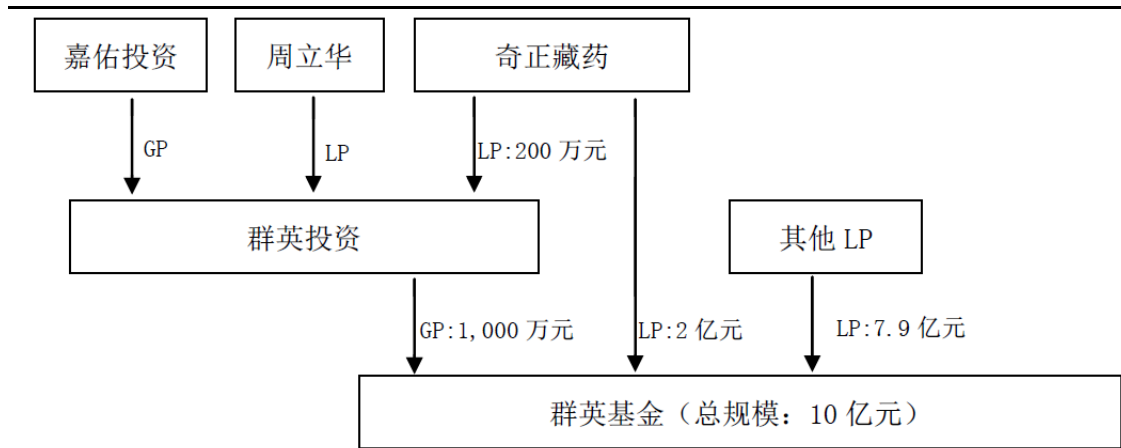 嘉佑投资
周立华
奇正藏药
GP
LP
LP:200 万元
群英投资
其他 LP
GP:1,000 万元
LP:2 亿元
LP:7.9 亿元
群英基金（总规模：10 亿元）